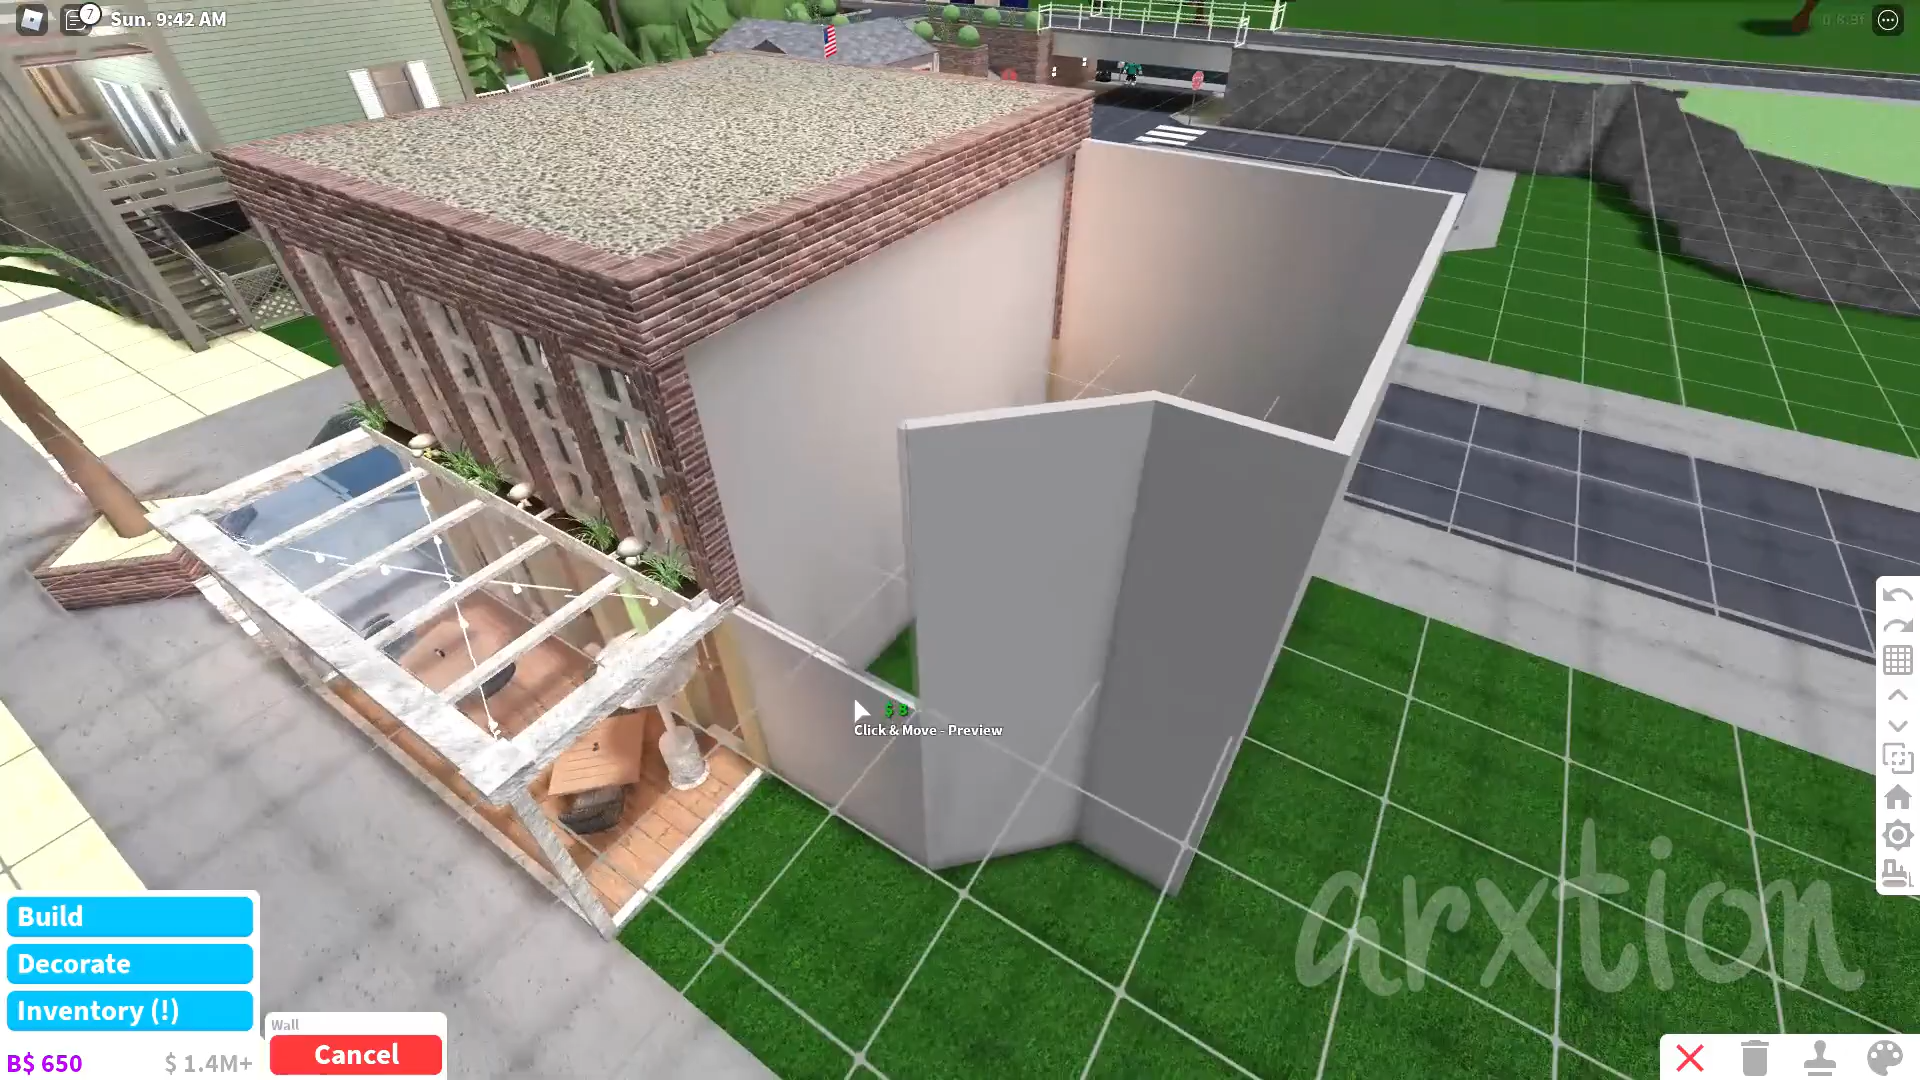 7 Sun. 9:42 AM
$ 8
Click & Move - Preview
arxtion
Build
Decorate
Inventory (!)
Wall
Cancel
B$ 650 $ 1.4M+